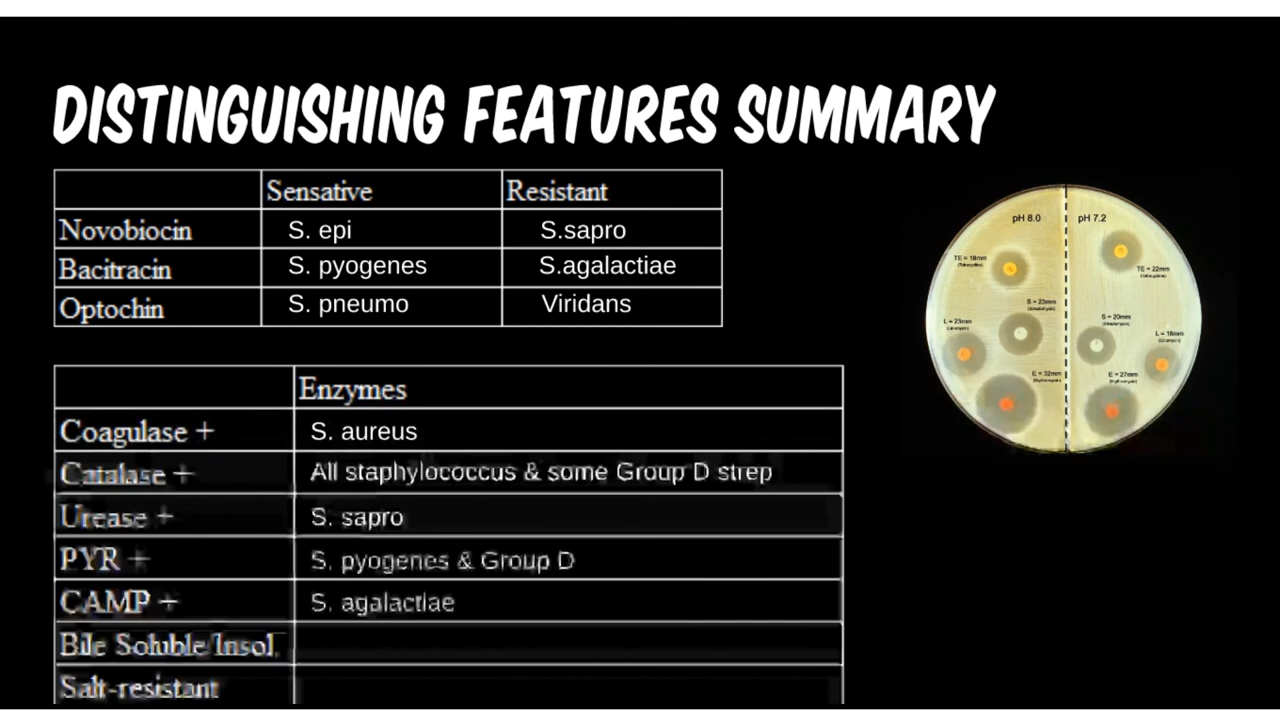 DISTINGUISHING FEATURES SUMMARY
Sensative Resistant
Novobiocin S. epi S.sapro
Bacitracin S. pyogenes S.agalactiae
Optochin S. pneumo Viridans
Enzymes
Coagulase + S. aureus
Catalase + All staphylococcus & some Group D strep
Urease + S. sapro
PYR + S. pyogenes & Group D
CAMP + S. agalactiae
Bile Soluble/Insol.
Salt-resistant
pH 8.0 pH 7.2
TE = 18mm
TE = 22mm
S = 23mm
S = 20mm
L = 23mm
L = 18mm
E = 32mm
E = 27mm